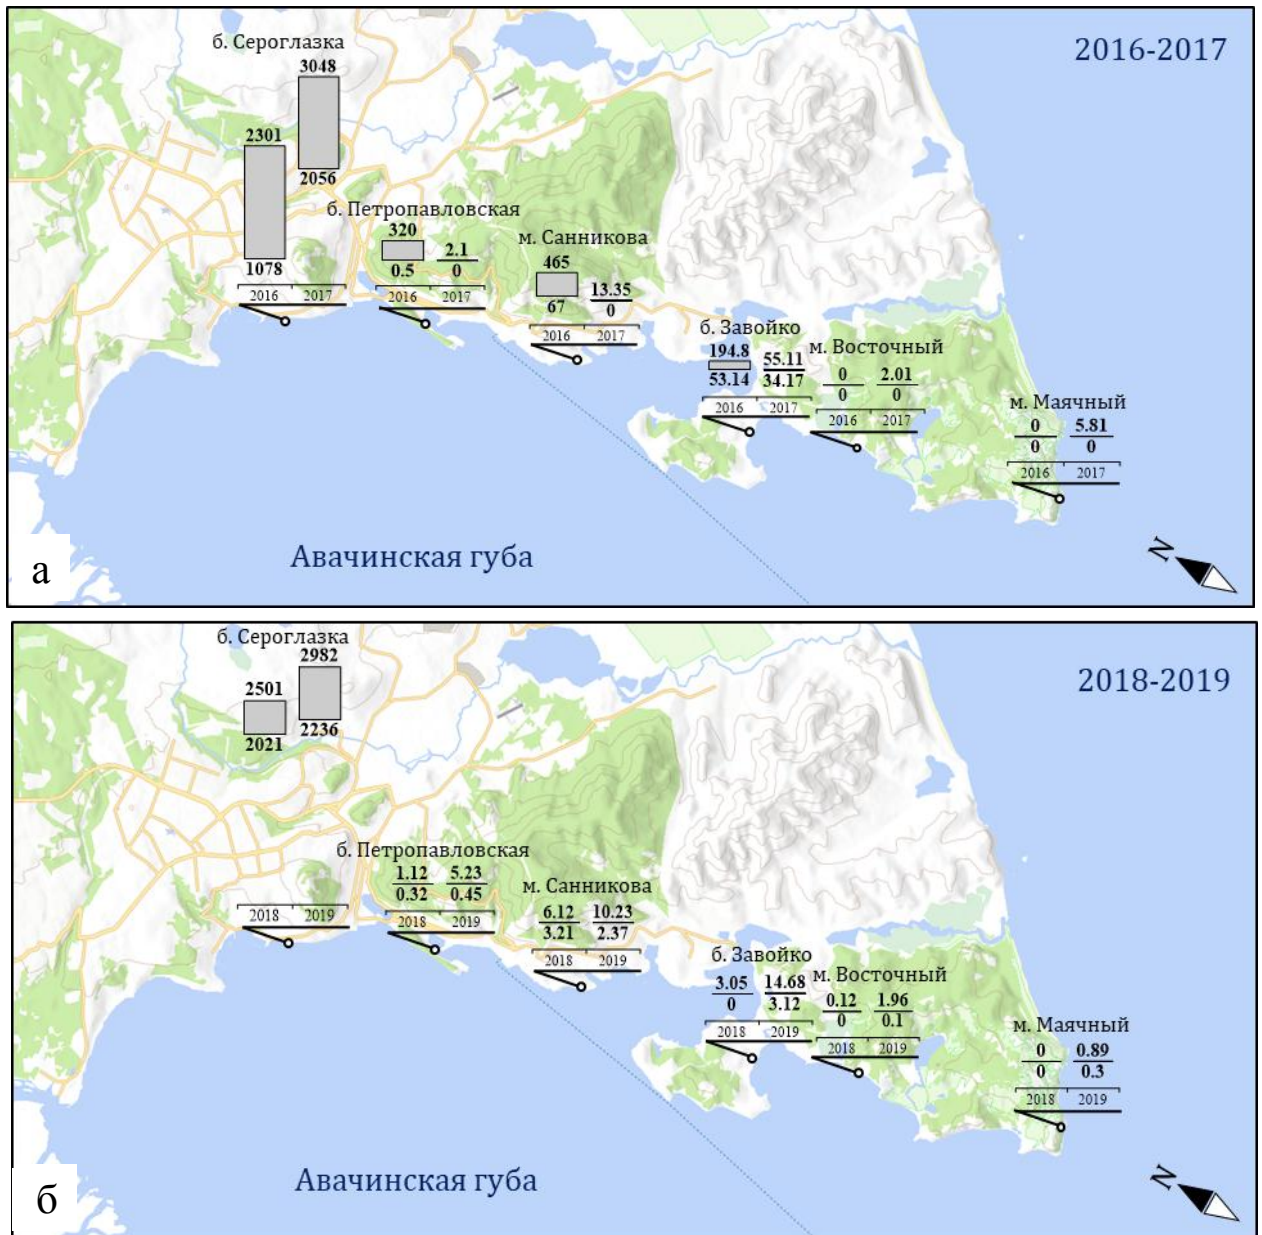 2016-2017
б. Сероглазка
3048
2301
2056
1078
2016 2017
б. Петропавловская
320
2.1
0.5
0
2016 2017
м. Санникова
465
13.35
67
0
2016 2017
б. Завойко
194.8
55.11
53.14
34.17
2016 2017
м. Восточный
0 2.01
0 0
2016 2017
м. Маячный
0 5.81
0 0
2016 2017
Авачинская губа
а
N
2018-2019
б. Сероглазка
2982
2501
2236
2021
2018 2019
б. Петропавловская
1.12 5.23
0.32 0.45
2018 2019
м. Санникова
6.12 10.23
3.21 2.37
2018 2019
б. Завойко
3.05 14.68
0 3.12
2018 2019
м. Восточный
0.12 1.96
0 0.1
2018 2019
м. Маячный
0 0.89
0 0.3
2018 2019
Авачинская губа
б
N